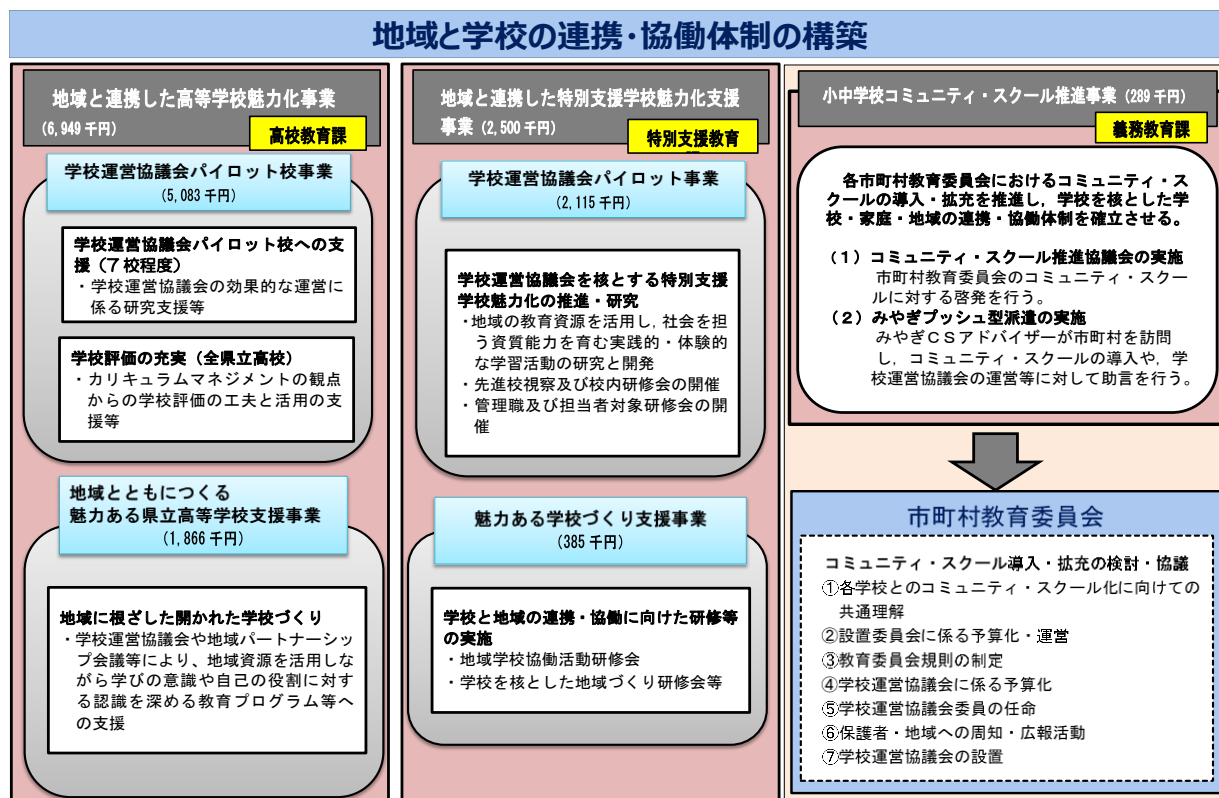 地域と学校の連携・協働体制の構築
地域と連携した高等学校魅力化事業
(6,949千円)
高校教育課
学校運営協議会パイロット校事業
(5,083千円)
学校運営協議会パイロット校への支
援（7校程度）
・学校運営協議会の効果的な運営に
係る研究支援等
学校評価の充実（全県立高校）
・カリキュラムマネジメントの観点
からの学校評価の工夫と活用の支
援等
地域とともにつくる
魅力ある県立高等学校支援事業
(1,866千円)
地域に根ざした開かれた学校づくり
・学校運営協議会や地域パートナーシッ
プ会議等により、地域資源を活用しな
がら学びの意識や自己の役割に対す
る認識を深める教育プログラム等へ
の支援
地域と連携した特別支援学校魅力化支援
事業(2,500千円)
特別支援教育
学校運営協議会パイロット事業
(2,115千円)
学校運営協議会を核とする特別支援
学校魅力化の推進・研究
・地域の教育資源を活用し，社会を担
う資質能力を育む実践的・体験的
な学習活動の研究と開発
・先進校視察及び校内研修会の開催
・管理職及び担当者対象研修会の開
催
魅力ある学校づくり支援事業
(385千円)
学校と地域の連携・協働に向けた研修等
の実施
・地域学校協働活動研修会
・学校を核とした地域づくり研修会等
小中学校コミュニティ・スクール推進事業(289千円)
義務教育課
各市町村教育委員会におけるコミュニティ・ス
クールの導入・拡充を推進し，学校を核とした学
校・家庭・地域の連携・協働体制を確立させる。
（1）コミュニティ・スクール推進協議会の実施
市町村教育委員会のコミュニティ・スクー
ルに対する啓発を行う。
（2）みやぎプッシュ型派遣の実施
みやぎCSアドバイザーが市町村を訪問
し，コミュニティ・スクールの導入や，学
校運営協議会の運営等に対して助言を行う。
市町村教育委員会
コミュニティ・スクール導入・拡充の検討・協議
①各学校とのコミュニティ・スクール化に向けての
共通理解
②設置委員会に係る予算化・運営
③教育委員会規則の制定
④学校運営協議会に係る予算化
⑤学校運営協議会委員の任命
⑥保護者・地域への周知・広報活動
⑦学校運営協議会の設置